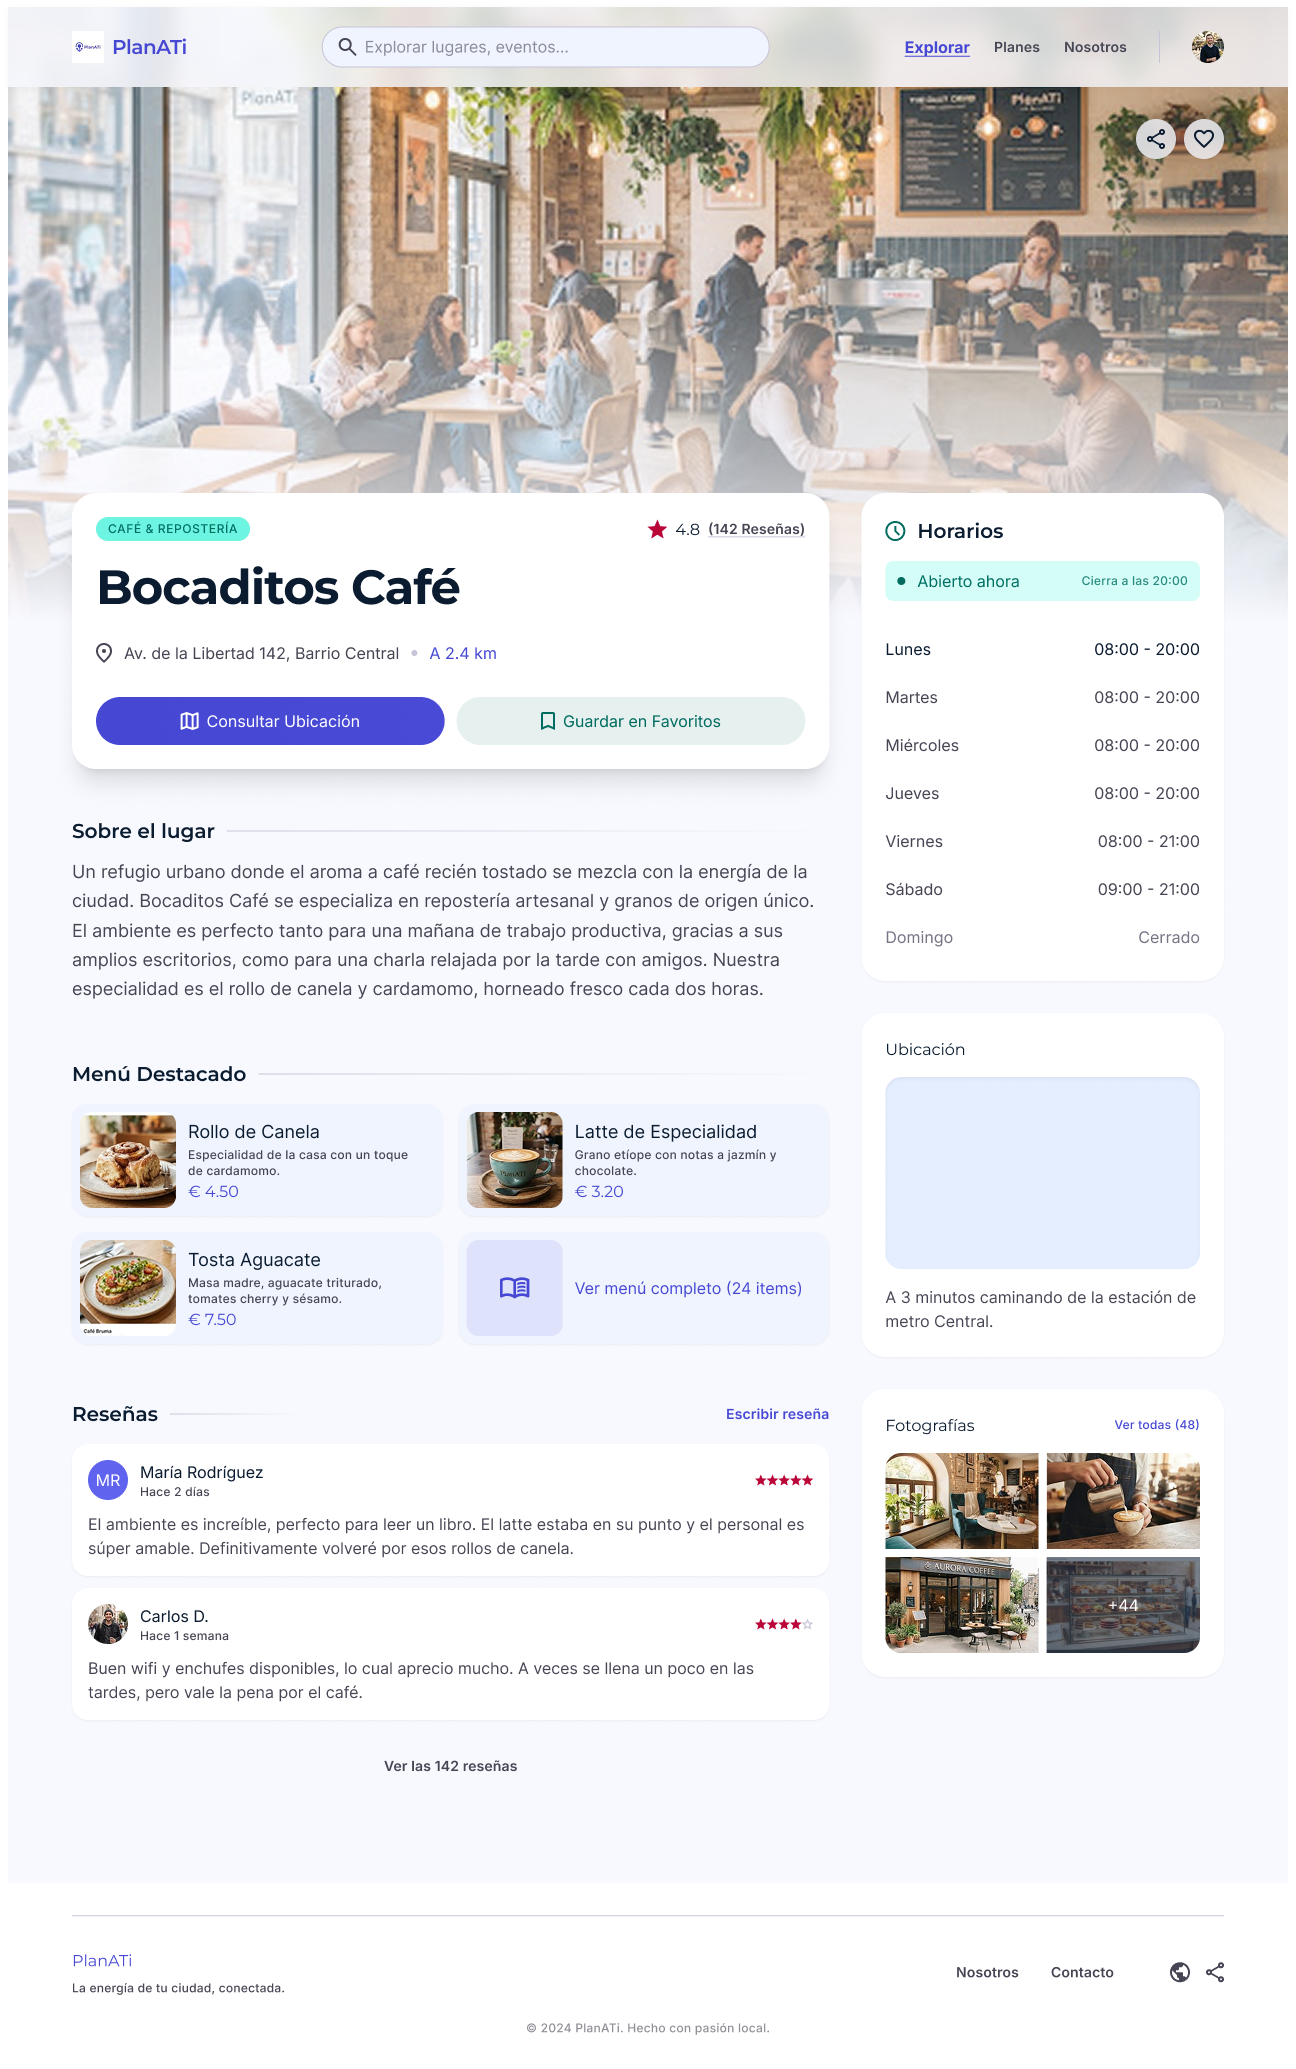 PlanATi
PlanATi
Explorar lugares, eventos...
Explorar
Planes
Nosotros
PlanATi
PlanATi
CAFÉ & REPOSTERÍA
4.8 (142 Reseñas)
Bocaditos Café
Av. de la Libertad 142, Barrio Central • A 2.4 km
Consultar Ubicación
Guardar en Favoritos
Sobre el lugar
Un refugio urbano donde el aroma a café recién tostado se mezcla con la energía de la
ciudad. Bocaditos Café se especializa en repostería artesanal y granos de origen único.
El ambiente es perfecto tanto para una mañana de trabajo productiva, gracias a sus
amplios escritorios, como para una charla relajada por la tarde con amigos. Nuestra
especialidad es el rollo de canela y cardamomo, horneado fresco cada dos horas.
Menú Destacado
Rollo de Canela
Especialidad de la casa con un toque
de cardamomo.
€ 4.50
Latte de Especialidad
Grano etíope con notas a jazmín y
chocolate.
€ 3.20
PlanATi
Tosta Aguacate
Masa madre, aguacate triturado,
tomates cherry y sésamo.
€ 7.50
Café Bruma
Ver menú completo (24 items)
Reseñas
Escribir reseña
MR
María Rodríguez
Hace 2 días
El ambiente es increíble, perfecto para leer un libro. El latte estaba en su punto y el personal es
súper amable. Definitivamente volveré por esos rollos de canela.
Carlos D.
Hace 1 semana
Buen wifi y enchufes disponibles, lo cual aprecio mucho. A veces se llena un poco en las
tardes, pero vale la pena por el café.
Ver las 142 reseñas
Horarios
Abierto ahora
Cierra a las 20:00
Lunes 08:00 - 20:00
Martes 08:00 - 20:00
Miércoles 08:00 - 20:00
Jueves 08:00 - 20:00
Viernes 08:00 - 21:00
Sábado 09:00 - 21:00
Domingo Cerrado
Ubicación
A 3 minutos caminando de la estación de
metro Central.
Fotografías
Ver todas (48)
AURORA COFFEE
+44
PlanATi
La energía de tu ciudad, conectada.
Nosotros
Contacto
© 2024 PlanATi. Hecho con pasión local.